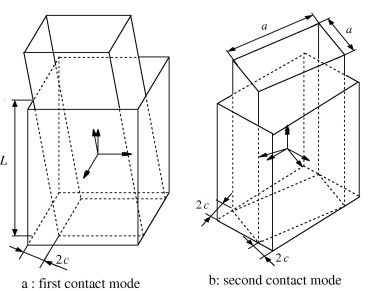 a
a
L
2c
2c
2c
a : first contact mode
b: second contact mode